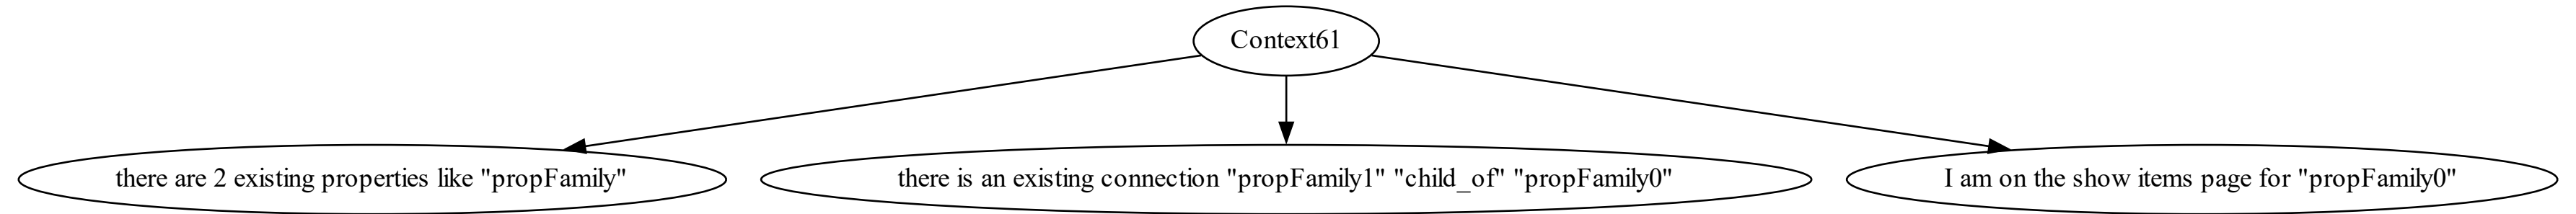 Context61
there are 2 existing properties like "propFamily"
there is an existing connection "propFamily1" "child_of" "propFamily0"
I am on the show items page for "propFamily0"